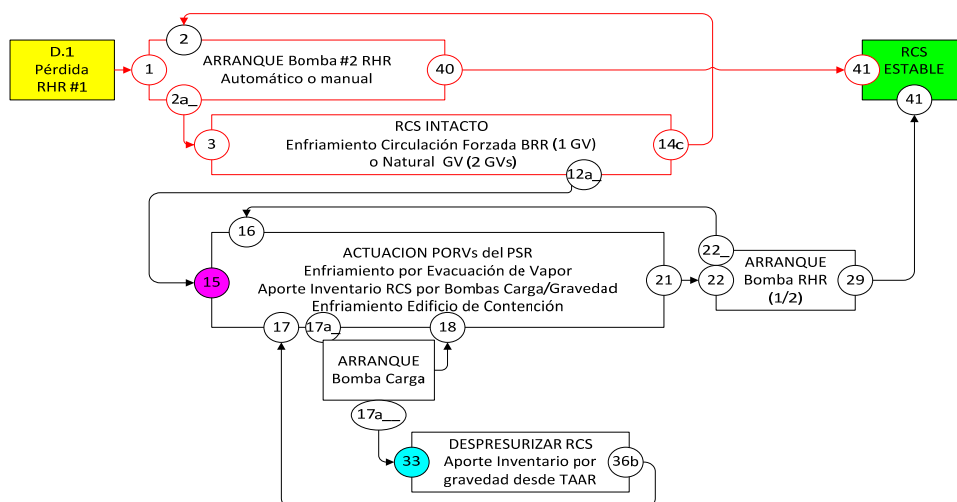 D.1
Pérdida
RHR #1
1
2
ARRANQUE Bomba #2 RHR
Automático o manual
40
2a_
41
RCS
ESTABLE
41
3
RCS INTACTO
Enfriamiento Circulación Forzada BRR (1 GV)
o Natural GV (2 GVs)
14c
12a_
15
16
ACTUACION PORVs del PSR
Enfriamiento por Evacuación de Vapor
Aporte Inventario RCS por Bombas Carga/Gravedad
Enfriamiento Edificio de Contención
21
17
17a_
18
22_
22
ARRANQUE
Bomba RHR
(1/2)
29
ARRANQUE
Bomba Carga
17a__
33
DESPRESURIZAR RCS
Aporte Inventario por
gravedad desde TAAR
36b